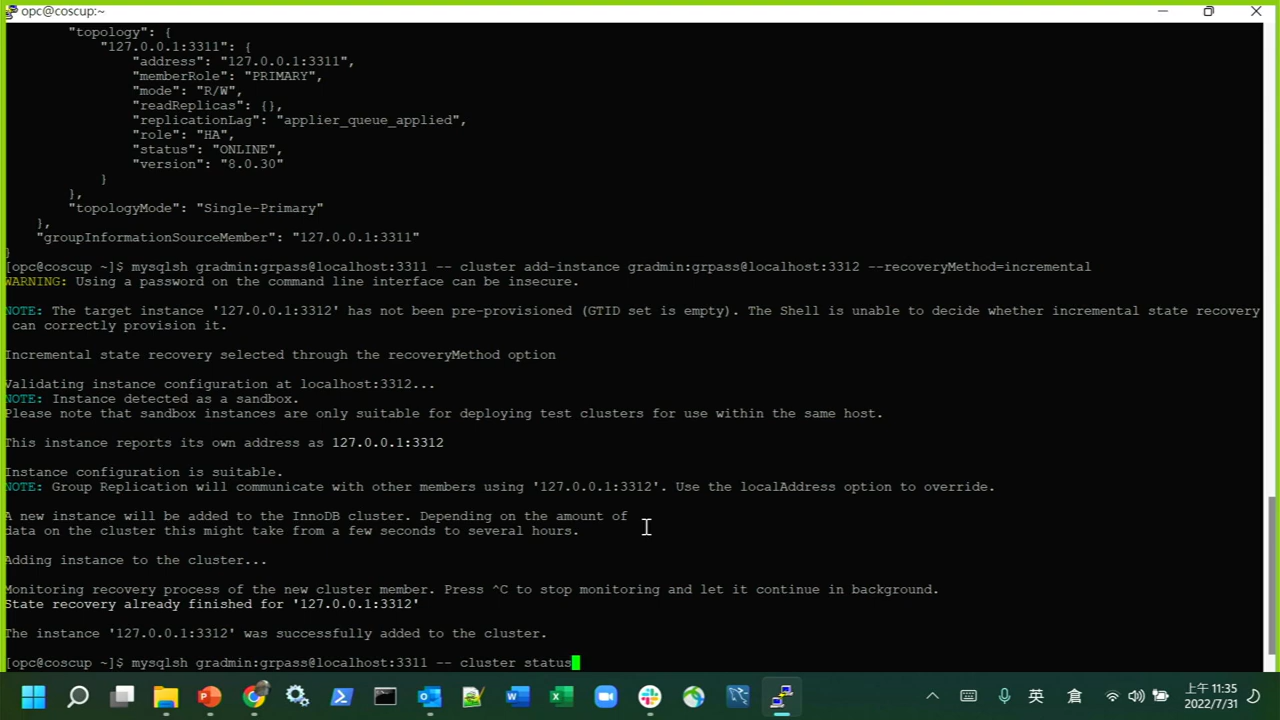 opc@coscup:~
"topology": {
"127.0.0.1:3311": {
"address": "127.0.0.1:3311",
"memberRole": "PRIMARY",
"mode": "R/W",
"readReplicas": {},
"replicationLag": "applier_queue_applied",
"role": "HA",
"status": "ONLINE",
"version": "8.0.30"
}
},
"topologyMode": "Single-Primary"
},
"groupInformationSourceMember": "127.0.0.1:3311"
}
[opc@coscup ~]$ mysqlsh gradmin:grpass@localhost:3311 -- cluster add-instance gradmin:grpass@localhost:3312 --recoveryMethod=incremental
WARNING: Using a password on the command line interface can be insecure.
NOTE: The target instance '127.0.0.1:3312' has not been pre-provisioned (GTID set is empty). The Shell is unable to decide whether incremental state recovery
can correctly provision it.
Incremental state recovery selected through the recoveryMethod option
Validating instance configuration at localhost:3312...
NOTE: Instance detected as a sandbox.
Please note that sandbox instances are only suitable for deploying test clusters for use within the same host.
This instance reports its own address as 127.0.0.1:3312
Instance configuration is suitable.
NOTE: Group Replication will communicate with other members using '127.0.0.1:3312'. Use the localAddress option to override.
A new instance will be added to the InnoDB cluster. Depending on the amount of
data on the cluster this might take from a few seconds to several hours.
Adding instance to the cluster...
Monitoring recovery process of the new cluster member. Press ^C to stop monitoring and let it continue in background.
State recovery already finished for '127.0.0.1:3312'
The instance '127.0.0.1:3312' was successfully added to the cluster.
[opc@coscup ~]$ mysqlsh gradmin:grpass@localhost:3311 -- cluster status
英
倉
上午 11:35
2022/7/31